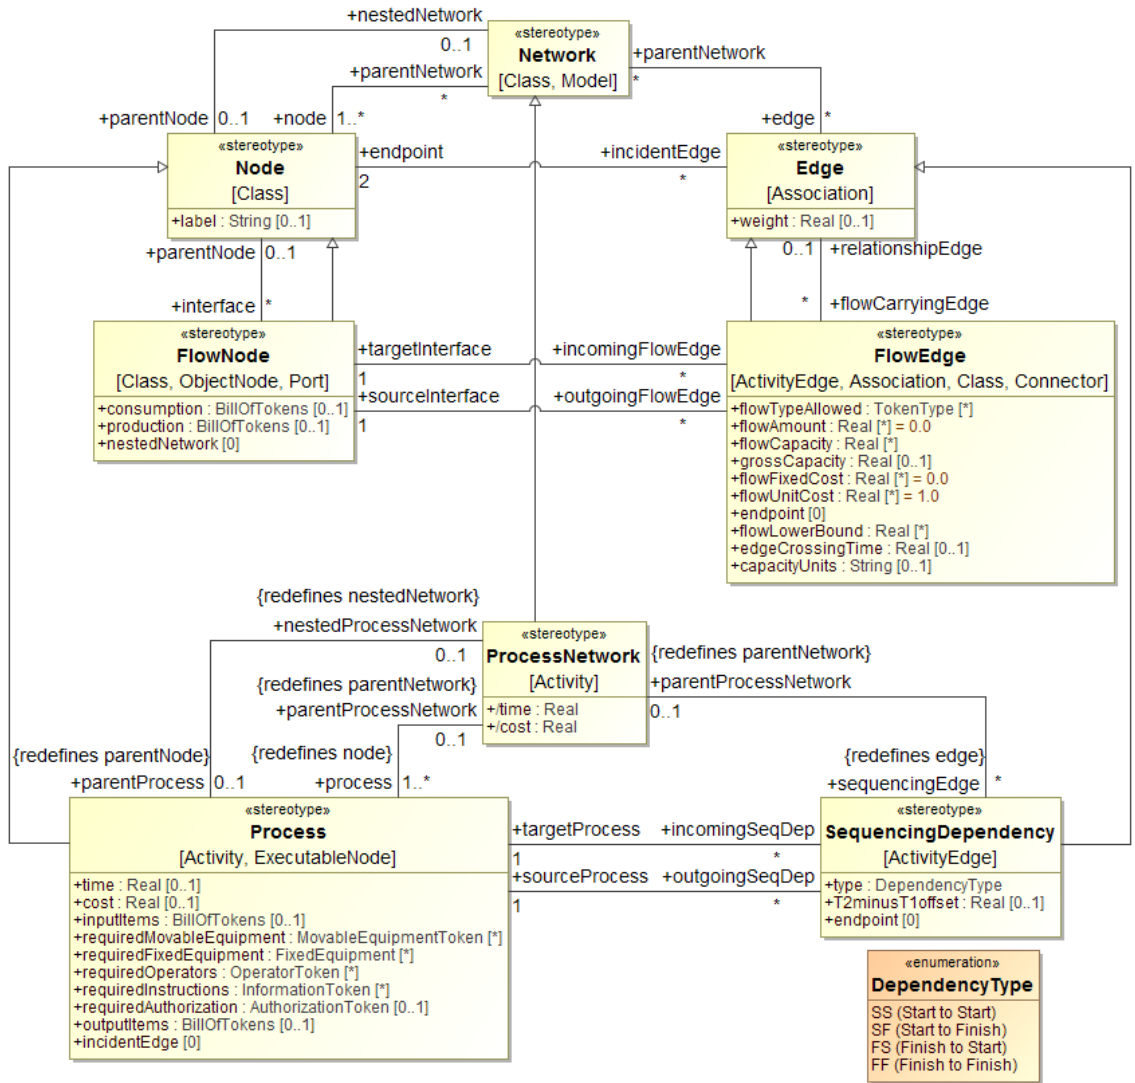 +nestedNetwork
0..1
«stereotype»
Network
[Class, Model]
+parentNetwork
*
+parentNetwork
*
+parentNode
0..1
+node
1..*
+edge
*
«stereotype»
Node
[Class]
+label : String [0..1]
+endpoint
2
+incidentEdge
*
«stereotype»
Edge
[Association]
+weight : Real [0..1]
+parentNode
0..1
+interface
*
0..1
+relationshipEdge
*
+flowCarryingEdge
«stereotype»
FlowNode
[Class, ObjectNode, Port]
+consumption : BillOfTokens [0..1]
+production : BillOfTokens [0..1]
+nestedNetwork [0]
+targetInterface
1
+incomingFlowEdge
*
+sourceInterface
1
+outgoingFlowEdge
*
«stereotype»
FlowEdge
[ActivityEdge, Association, Class, Connector]
+flowTypeAllowed : TokenType [*]
+flowAmount : Real [*] = 0.0
+flowCapacity : Real [*]
+grossCapacity : Real [0..1]
+flowFixedCost : Real [*] = 0.0
+flowUnitCost : Real [*] = 1.0
+endpoint [0]
+flowLowerBound : Real [*]
+edgeCrossingTime : Real [0..1]
+capacityUnits : String [0..1]
{redefines nestedNetwork}
+nestedProcessNetwork
0..1
{redefines parentNetwork}
+parentProcessNetwork
0..1
«stereotype»
ProcessNetwork
[Activity]
+/time : Real
+/cost : Real
{redefines parentNetwork}
+parentProcessNetwork
0..1
{redefines parentNode}
+parentProcess
0..1
{redefines node}
+process
1..*
{redefines edge}
+sequencingEdge
*
«stereotype»
Process
[Activity, ExecutableNode]
+time : Real [0..1]
+cost : Real [0..1]
+inputItems : BillOfTokens [0..1]
+requiredMovableEquipment : MovableEquipmentToken [*]
+requiredFixedEquipment : FixedEquipment [*]
+requiredOperators : OperatorToken [*]
+requiredInstructions : InformationToken [*]
+requiredAuthorization : AuthorizationToken [0..1]
+outputItems : BillOfTokens [0..1]
+incidentEdge [0]
+targetProcess
1
+incomingSeqDep
*
+sourceProcess
1
+outgoingSeqDep
*
«stereotype»
SequencingDependency
[ActivityEdge]
+type : DependencyType
+T2minusT1offset : Real [0..1]
+endpoint [0]
«enumeration»
DependencyType
SS (Start to Start)
SF (Start to Finish)
FS (Finish to Start)
FF (Finish to Finish)